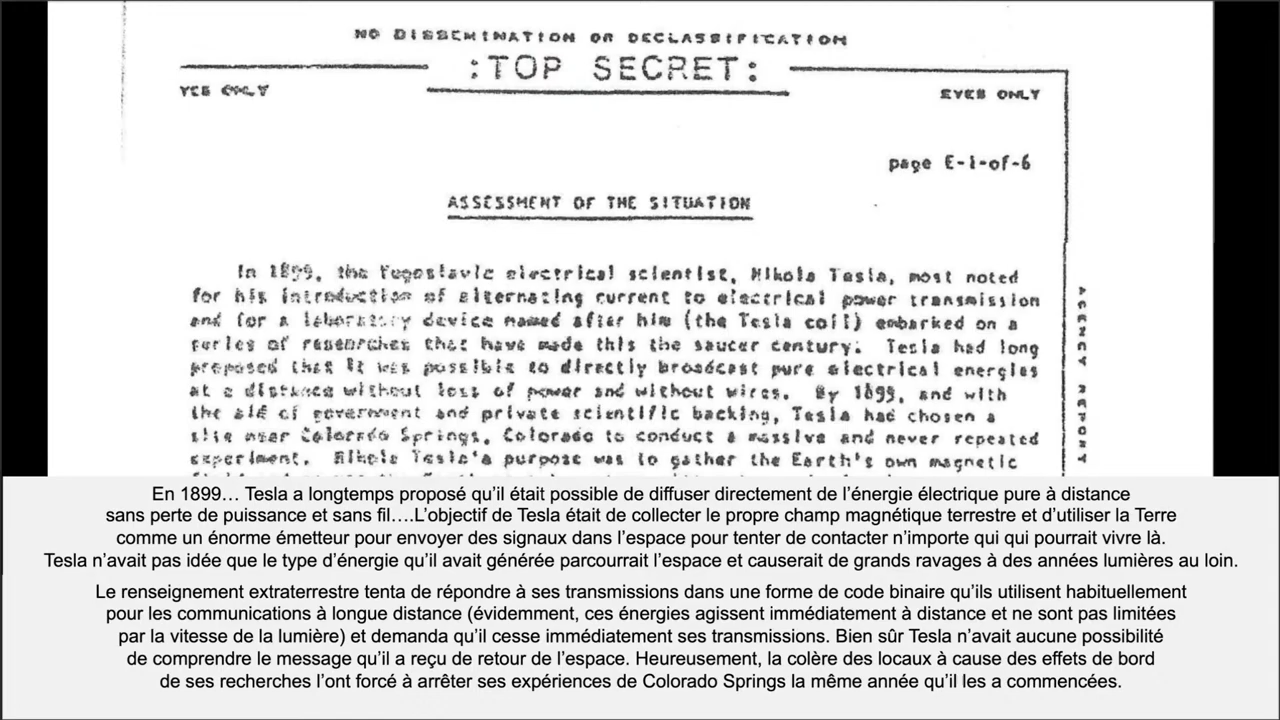 NO DISSEMINATION OR DECLASSIFICATION
:TOP SECRET:
YES ONLY EYES ONLY
page E-1-of-6
ASSESSMENT OF THE SITUATION
In 1899, the Yugoslavic electrical scientist, Nikola Tesla, most noted
for his introduction of alternating current to electrical power transmission
and for a laboratory device named after him (the Tesla coil) embarked on a
series of researches that have made this the saucer century. Tesla had long
proposed that it was possible to directly broadcast pure electrical energies
at a distance without loss of power and without wires. By 1899, and with
the aid of government and private scientific backing, Tesla had chosen a
site near Colorado Springs, Colorado to conduct a massive and never repeated
experiment. Nikola Tesla's purpose was to gather the Earth's own magnetic
AGENCY REPORT
En 1899… Tesla a longtemps proposé qu'il était possible de diffuser directement de l'énergie électrique pure à distance
sans perte de puissance et sans fil….L'objectif de Tesla était de collecter le propre champ magnétique terrestre et d'utiliser la Terre
comme un énorme émetteur pour envoyer des signaux dans l'espace pour tenter de contacter n'importe qui qui pourrait vivre là.
Tesla n'avait pas idée que le type d'énergie qu'il avait générée parcourrait l'espace et causerait de grands ravages à des années lumières au loin.
Le renseignement extraterrestre tenta de répondre à ses transmissions dans une forme de code binaire qu'ils utilisent habituellement
pour les communications à longue distance (évidemment, ces énergies agissent immédiatement à distance et ne sont pas limitées
par la vitesse de la lumière) et demanda qu'il cesse immédiatement ses transmissions. Bien sûr Tesla n'avait aucune possibilité
de comprendre le message qu'il a reçu de retour de l'espace. Heureusement, la colère des locaux à cause des effets de bord
de ses recherches l'ont forcé à arrêter ses expériences de Colorado Springs la même année qu'il les a commencées.